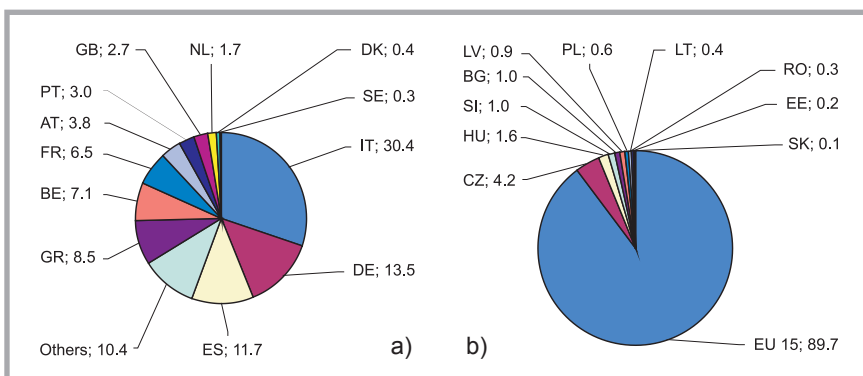 GB; 2.7
NL; 1.7
DK; 0.4
PT; 3.0
SE; 0.3
AT; 3.8
IT; 30.4
FR; 6.5
BE; 7.1
GR; 8.5
DE; 13.5
Others; 10.4
ES; 11.7
a)
LV; 0.9
PL; 0.6
LT; 0.4
BG; 1.0
RO; 0.3
SI; 1.0
EE; 0.2
HU; 1.6
SK; 0.1
CZ; 4.2
b)
EU 15; 89.7